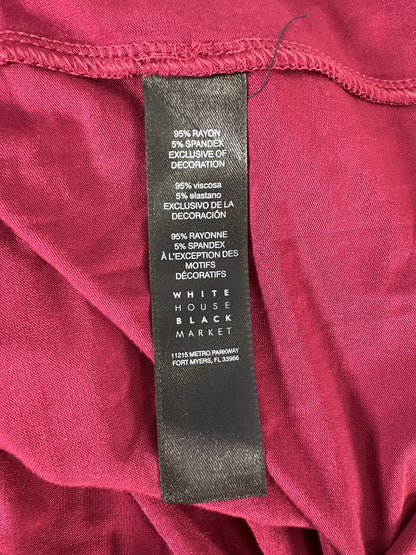 95% RAYON
5% SPANDEX
EXCLUSIVE OF
DECORATION
95% viscosa
5% elastano
EXCLUSIVO DE LA
DECORACIÓN
95% RAYONNE
5% SPANDEX
À L'EXCEPTION DES
MOTIFS
DÉCORATIFS
WHITE
HOUSE
BLACK
MARKET
11215 METRO PARKWAY
FORT MYERS, FL 33966